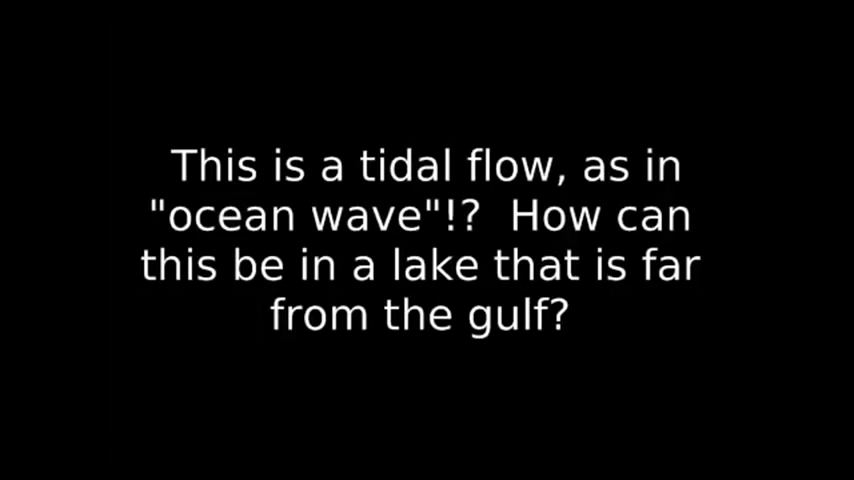 This is a tidal flow, as in
"ocean wave"!?  How can
this be in a lake that is far
from the gulf?